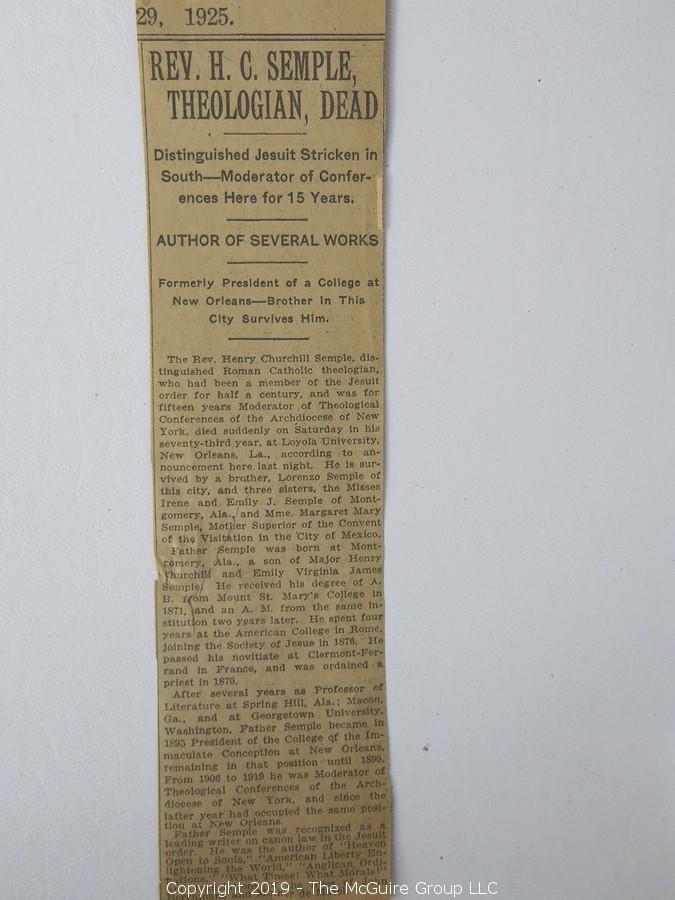 29, 1925.
REV. H. C. SEMPLE,
THEOLOGIAN, DEAD
Distinguished Jesuit Stricken in
South—Moderator of Confer-
ences Here for 15 Years.
AUTHOR OF SEVERAL WORKS
Formerly President of a College at
New Orleans—Brother in This
City Survives Him.
The Rev. Henry Churchill Semple, dis-
tinguished Roman Catholic theologian,
who had been a member of the Jesuit
order for half a century, and was for
fifteen years Moderator of Theological
Conferences of the Archdiocese of New
York, died suddenly on Saturday in his
seventy-third year, at Loyola University,
New Orleans, La., according to an-
nouncement here last night. He is sur-
vived by a brother, Lorenzo Semple of
this city, and three sisters, the Misses
Irene and Emily J. Semple of Mont-
gomery, Ala., and Mme. Margaret Mary
Semple, Mother Superior of the Convent
of the Visitation in the City of Mexico.
Father Semple was born at Mont-
romery, Ala., a son of Major Henry
Churchill and Emily Virginia James
Semple. He received his degree of A.
B. from Mount St. Mary's College in
1871, and an A. M. from the same in-
stitution two years later. He spent four
years at the American College in Rome,
joining the Society of Jesus in 1876. He
passed his novitiate at Clermont-Fer-
rand in France, and was ordained a
priest in 1879.
After several years as Professor of
Literature at Spring Hill, Ala.; Macon,
Ga., and at Georgetown University,
Washington, Father Semple became in
1895 President of the College of the Im-
maculate Conception at New Orleans,
remaining in that position until 1899.
From 1906 to 1919 he was Moderator of
Theological Conferences of the Arch-
diocese of New York, and since the
latter year had occupied the same posi-
tion at New Orleans.
Father Semple was recognized as a
leading writer on canon law in the Jesuit
order. He was the author of "Heaven
Open to Souls," "American Liberty En-
lightening the World," "Anglican Ordi-
nations," "What Times! What Morals!"
of John
Copyright 2019 - The McGuire Group LLC